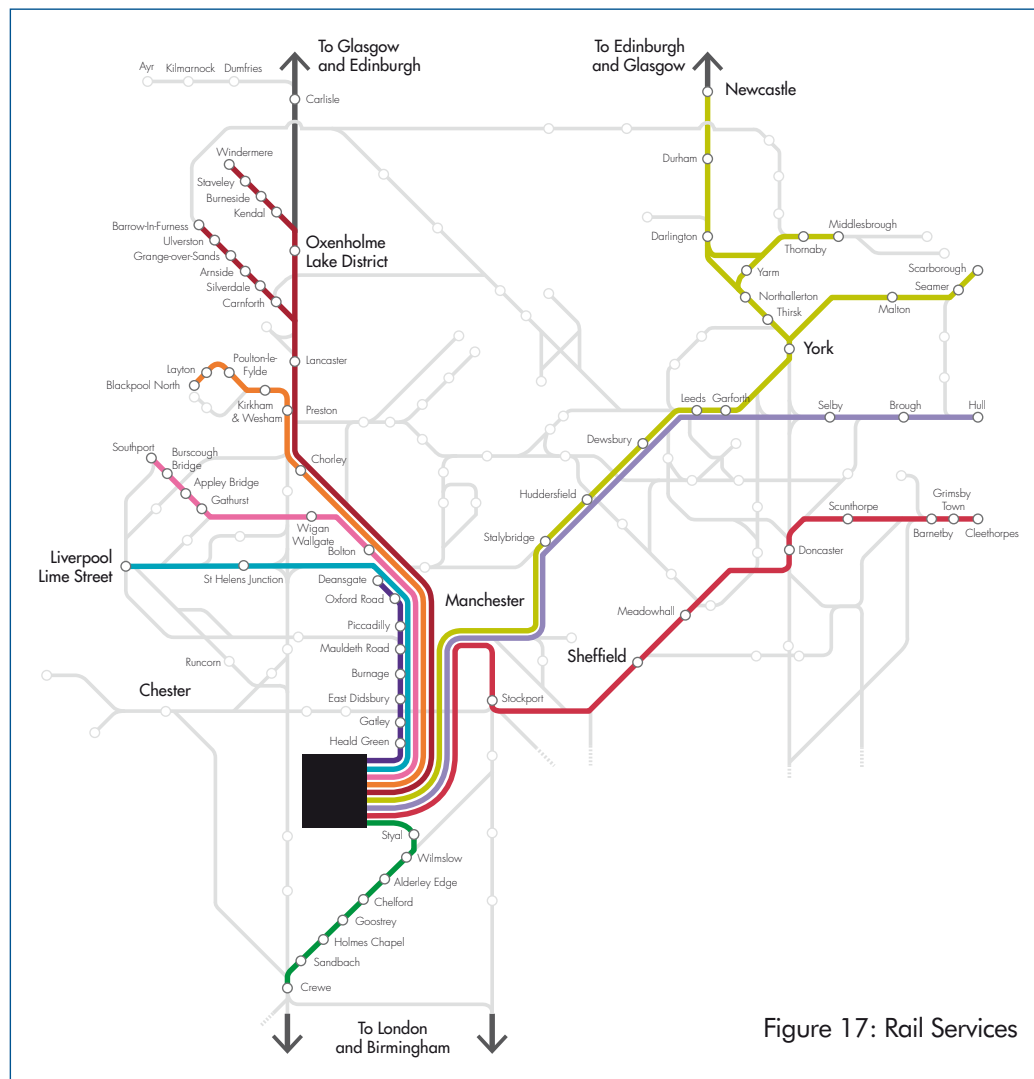 To Glasgow
and Edinburgh
To Edinburgh
and Glasgow
Ayr
Kilmarnock
Dumfries
Carlisle
Newcastle
Windermere
Staveley
Burneside
Kendal
Durham
Barrow-In-Furness
Ulverston
Grange-over-Sands
Arnside
Silverdale
Carnforth
Oxenholme
Lake District
Darlington
Middlesbrough
Thornaby
Yarm
Scarborough
Seamer
Northallerton
Thirsk
Malton
York
Lancaster
Layton
Poulton-le-
Fylde
Blackpool North
Kirkham
& Wesham
Preston
Leeds
Garforth
Selby
Brough
Hull
Dewsbury
Southport
Burscough
Bridge
Appley Bridge
Gathurst
Chorley
Huddersfield
Wigan
Wallgate
Bolton
Stalybridge
Scunthorpe
Grimsby
Town
Barnetby
Cleethorpes
Doncaster
Liverpool
Lime Street
St Helens Junction
Deansgate
Oxford Road
Manchester
Meadowhall
Piccadilly
Mauldeth Road
Sheffield
Runcorn
Burnage
Chester
East Didsbury
Stockport
Gatley
Heald Green
Styal
Wilmslow
Alderley Edge
Chelford
Goostrey
Holmes Chapel
Sandbach
Crewe
To London
and Birmingham
Figure 17: Rail Services